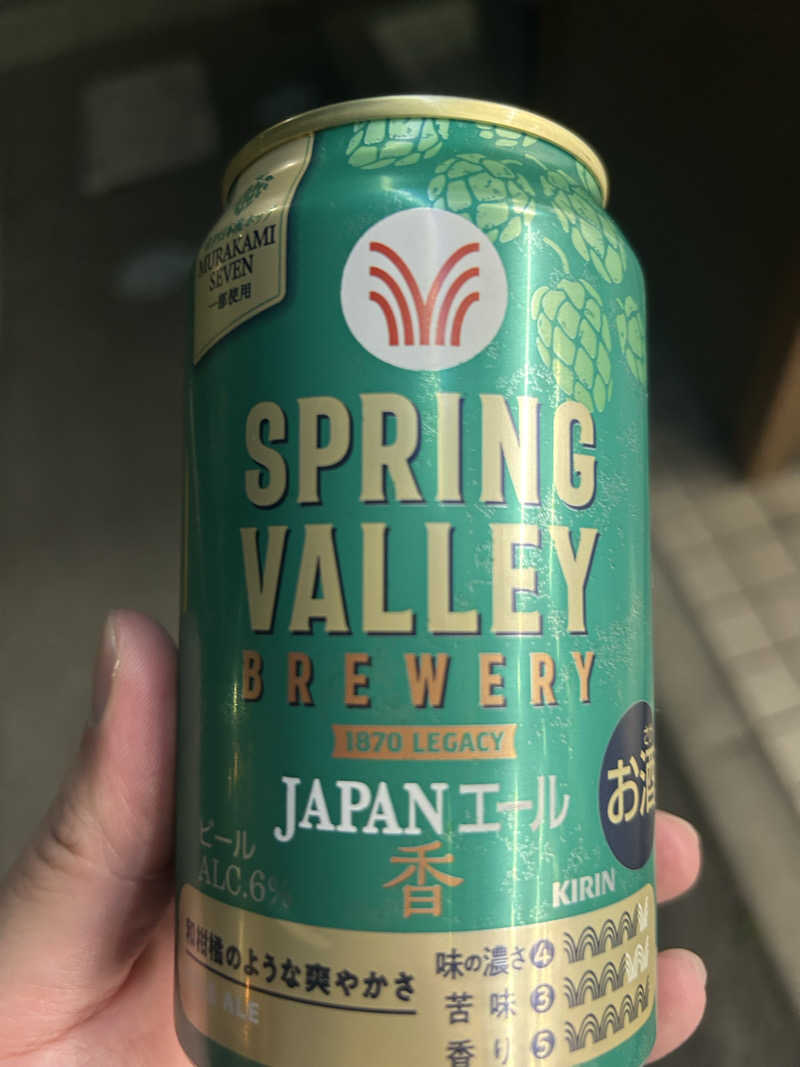 MURAKAMI
SEVEN
一部使用
SPRING
VALLEY
BREWERY
1870 LEGACY
JAPANエール
香
ビール
ALC.6%
KIRIN
お酒
和柑橘のような爽やかさ
ALE
味の濃さ4
苦味3
香り5